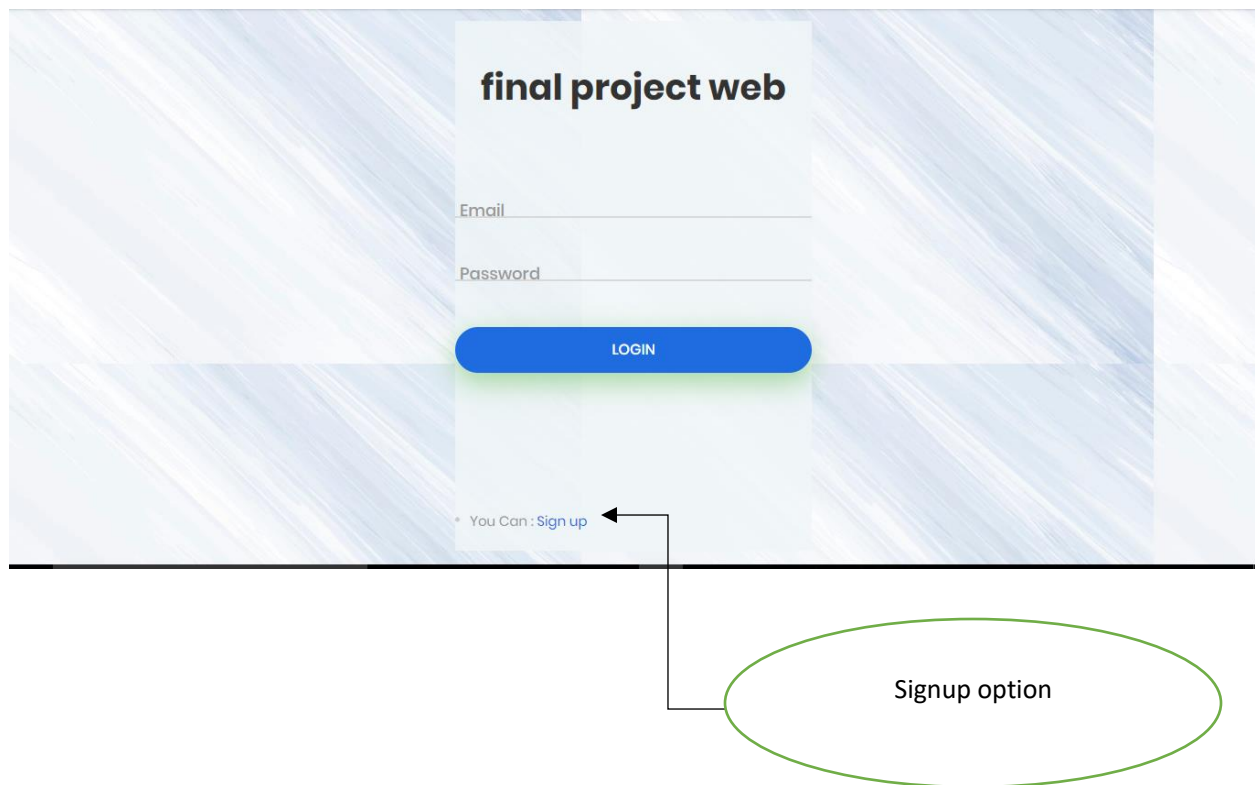 final project web
Email
Password
LOGIN
You Can : Sign up
Signup option